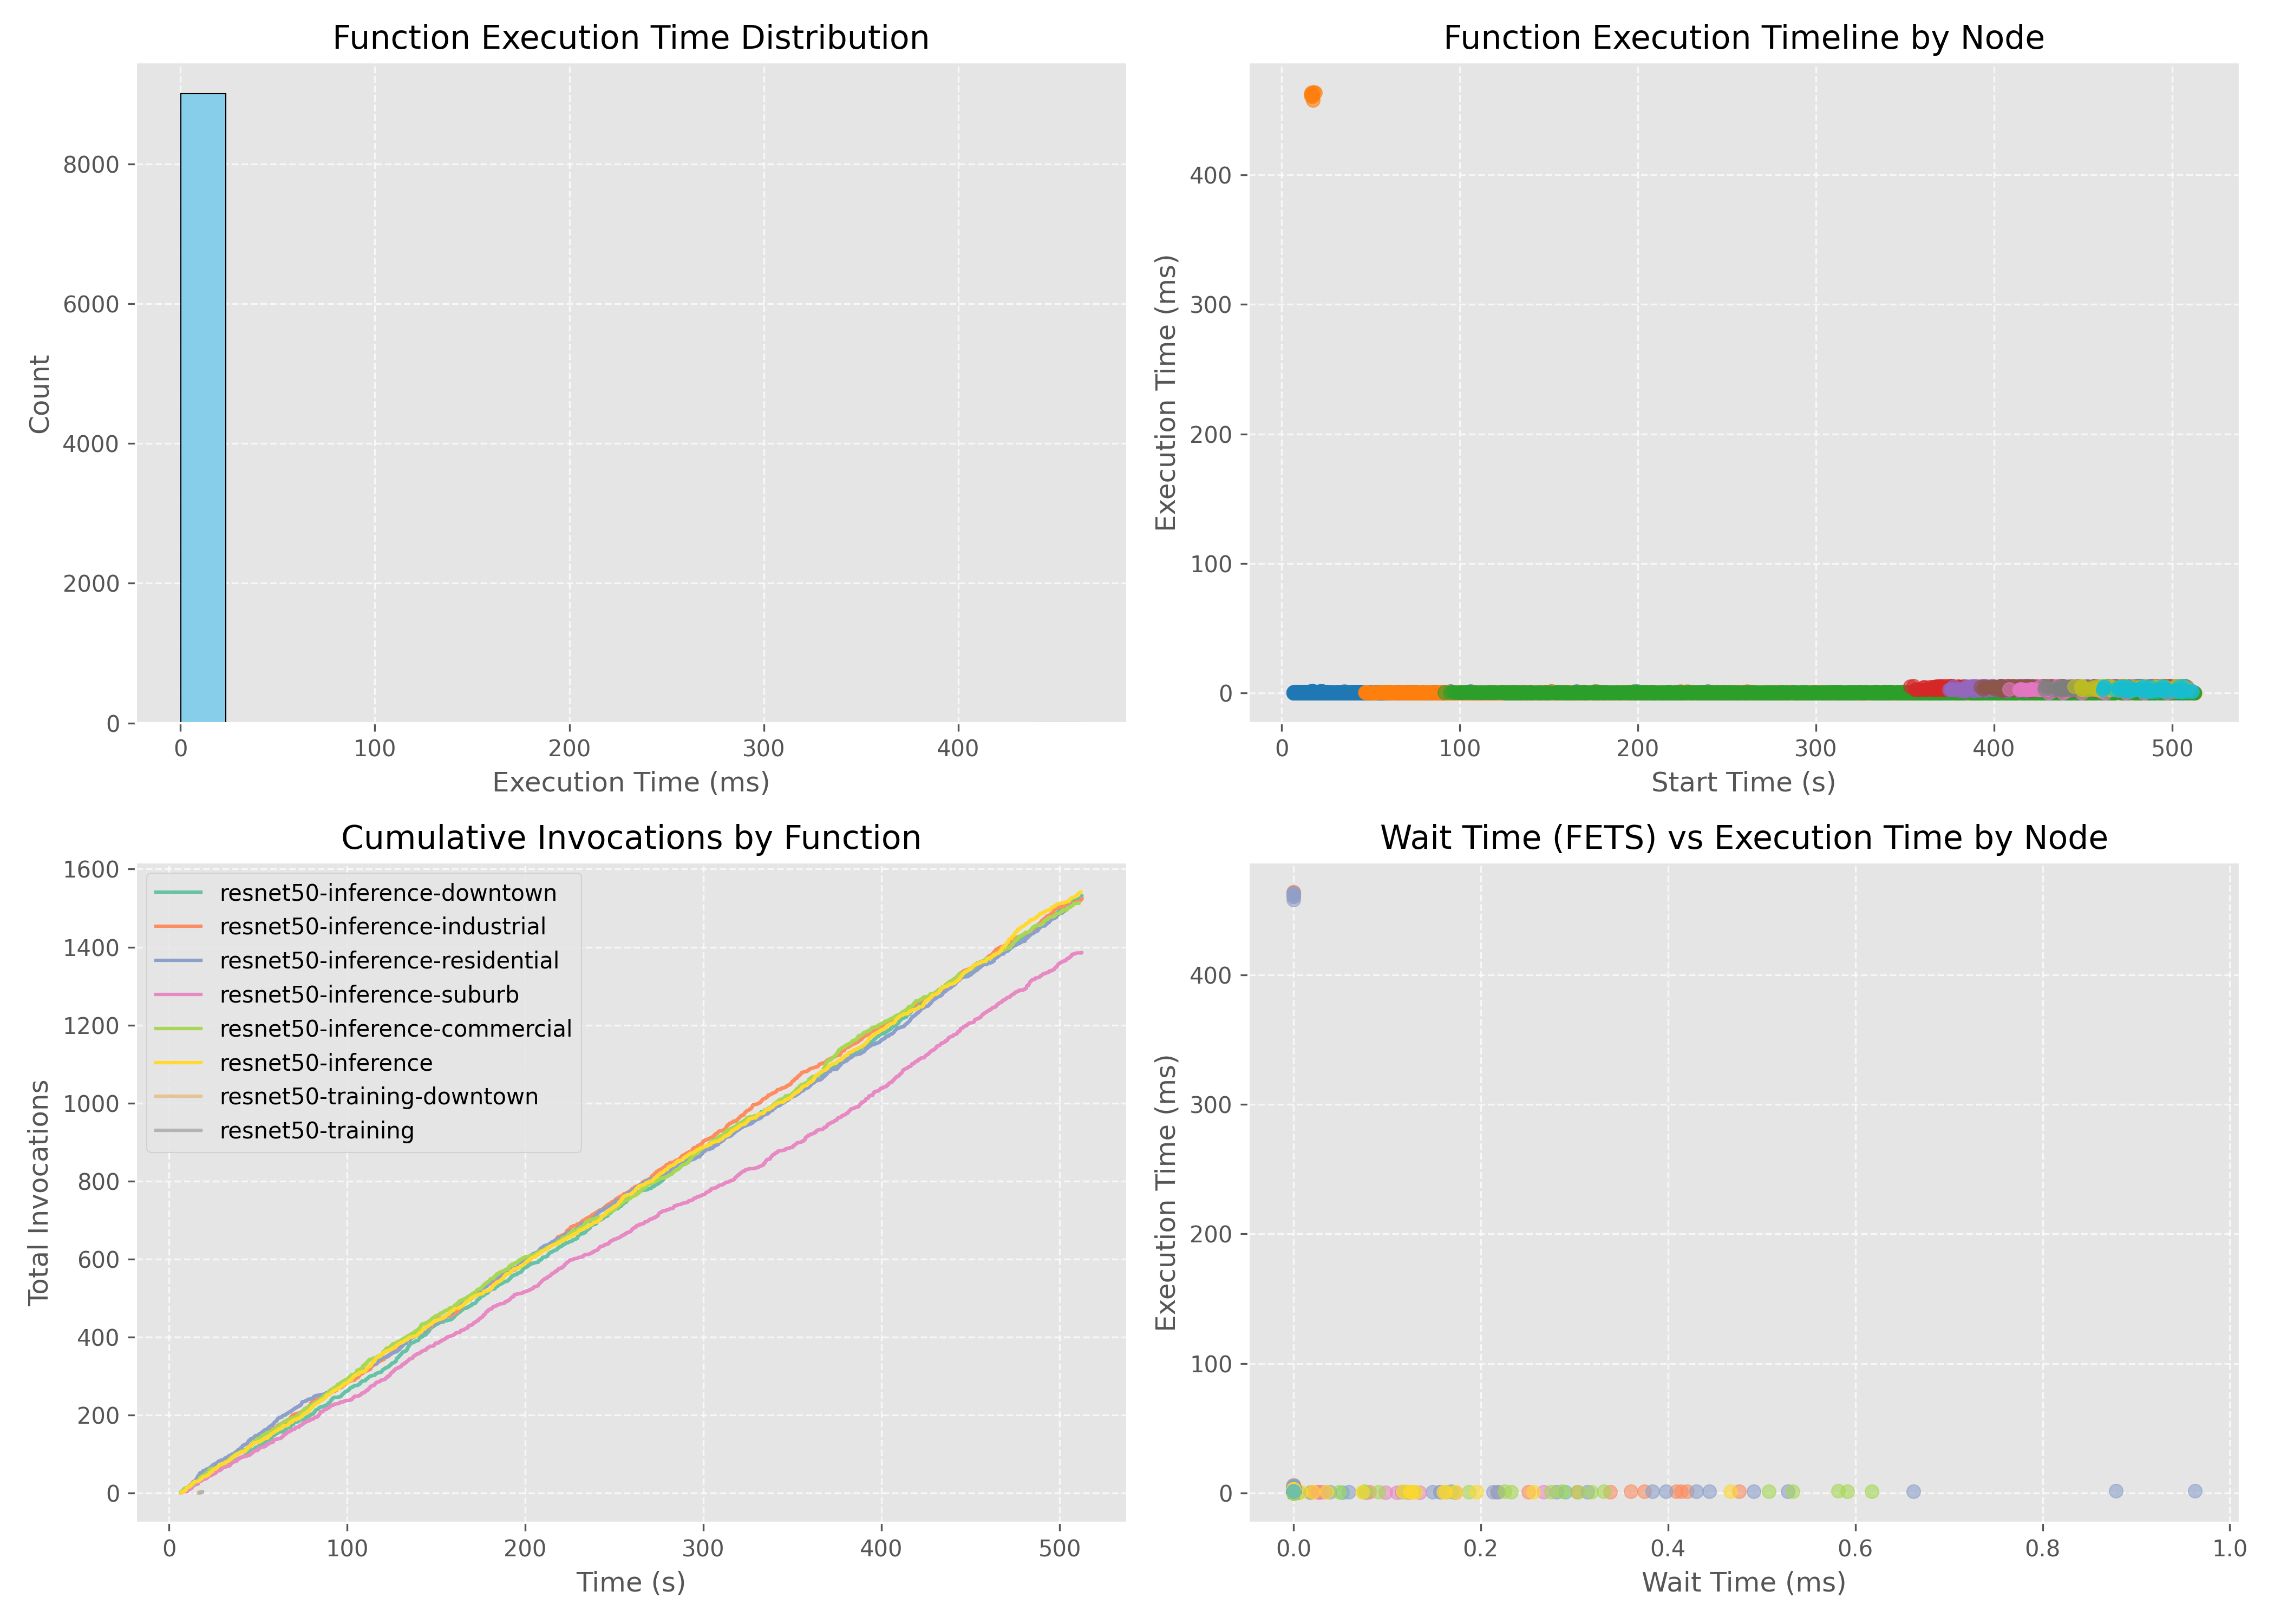 Function Execution Time Distribution
Count
8000
6000
4000
2000
0
0 100 200 300 400
Execution Time (ms)
Function Execution Timeline by Node
Execution Time (ms)
400
300
200
100
0
0 100 200 300 400 500
Start Time (s)
Cumulative Invocations by Function
Total Invocations
1600
1400
1200
1000
800
600
400
200
0
resnet50-inference-downtown
resnet50-inference-industrial
resnet50-inference-residential
resnet50-inference-suburb
resnet50-inference-commercial
resnet50-inference
resnet50-training-downtown
resnet50-training
0 100 200 300 400 500
Time (s)
Wait Time (FETS) vs Execution Time by Node
Execution Time (ms)
400
300
200
100
0
0.0 0.2 0.4 0.6 0.8 1.0
Wait Time (ms)